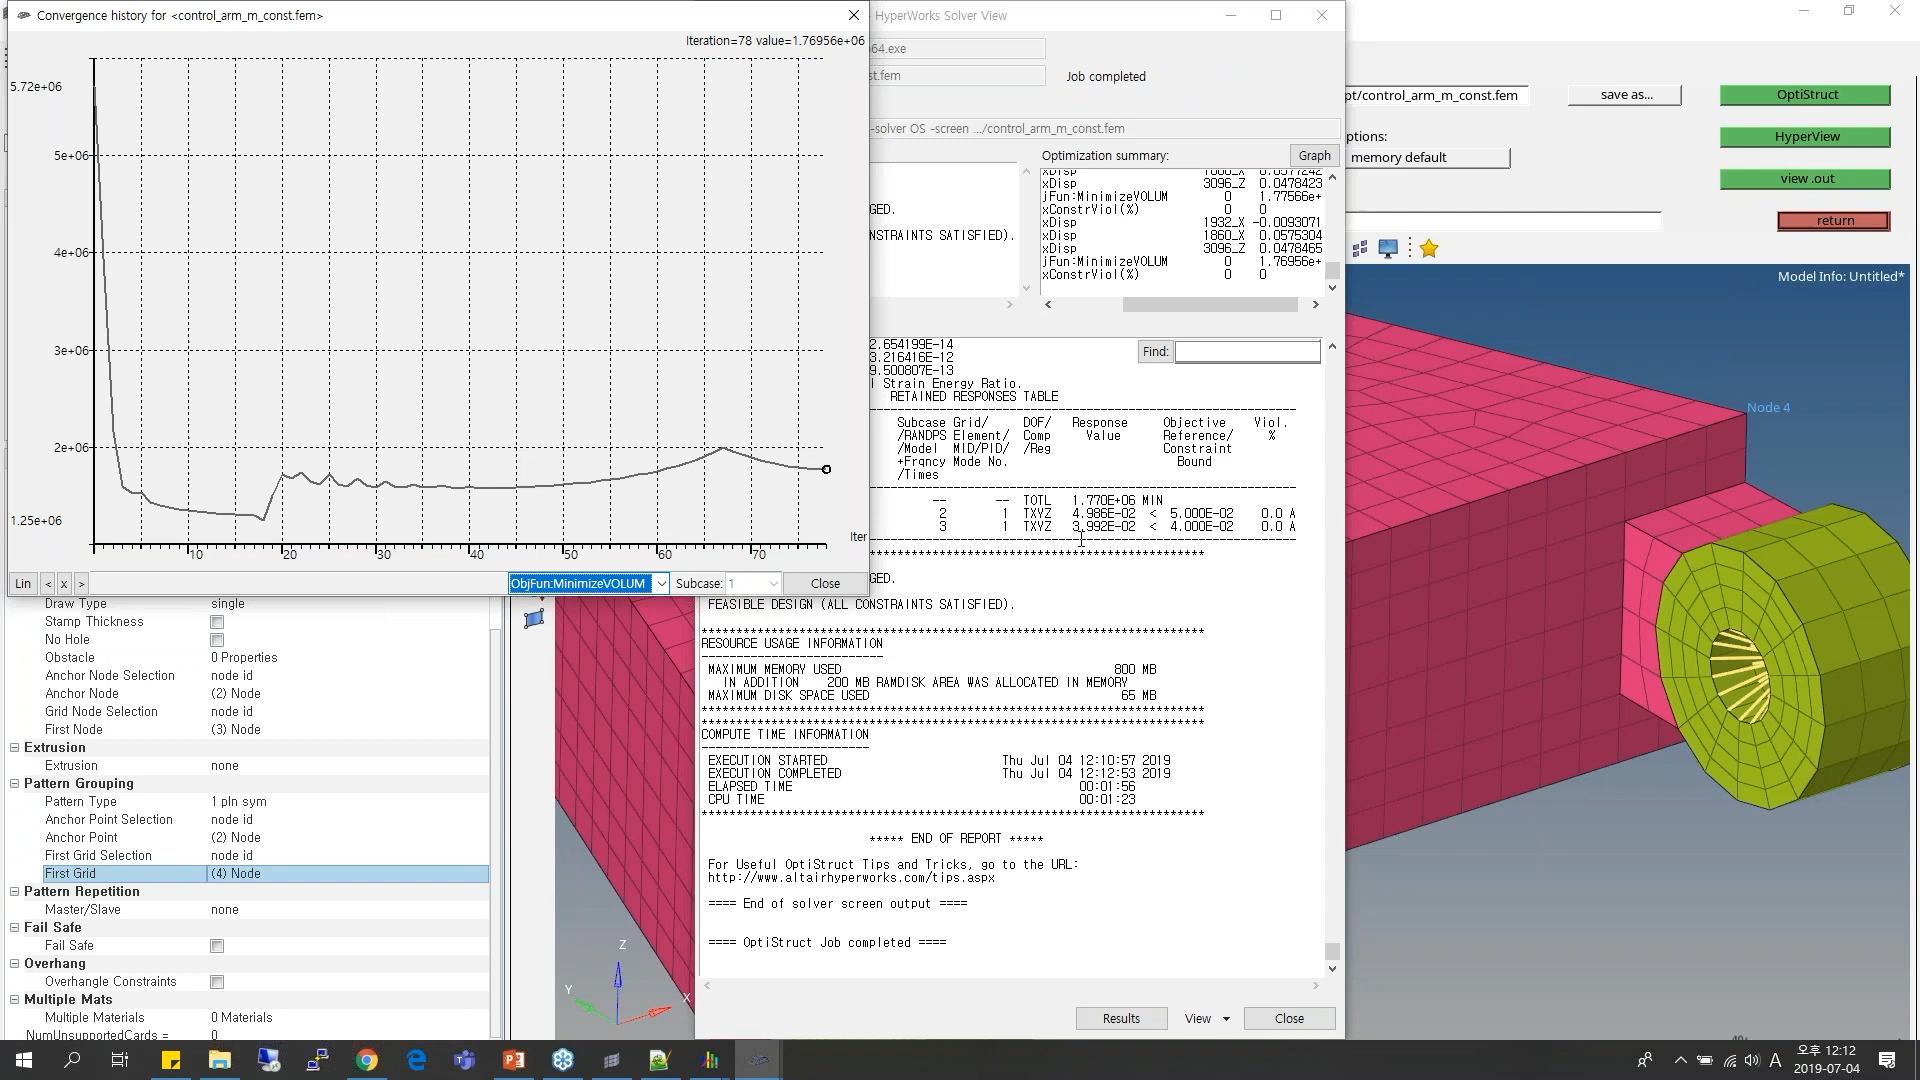 Convergence history for <control_arm_m_const.fem>
Iteration=78 value=1.76956e+06
5.72e+06
5e+06
4e+06
3e+06
2e+06
1.25e+06
10
20
30
40
50
60
70
Iter
Lin
<
x
>
ObjFun:MinimizeVOLUM
Subcase:
1
Close
HyperWorks Solver View
64.exe
st.fem
Job completed
-solver OS -screen .../control_arm_m_const.fem
Optimization summary:
Graph
GED.
NSTRAINTS SATISFIED).
xDisp 1860_X 0.0577242
xDisp 3096_Z 0.0478423
jFun:MinimizeVOLUM 0 1.77566e+
xConstrViol(%) 0 0
xDisp 1932_X -0.0093071
xDisp 1860_X 0.0575304
xDisp 3096_Z 0.0478465
jFun:MinimizeVOLUM 0 1.76956e+
xConstrViol(%) 0 0
Find:
2.654199E-14
3.216416E-12
9.500807E-13
l Strain Energy Ratio.
RETAINED RESPONSES TABLE
Subcase Grid/ DOF/ Response Objective Viol.
/RANDPS Element/ Comp Value Reference/ %
/Model MID/PID/ /Reg Constraint
+Frqncy Mode No. Bound
/Times
-- -- TOTL 1.770E+06 MIN
2 1 TXYZ 4.986E-02 < 5.000E-02 0.0 A
3 1 TXYZ 3.992E-02 < 4.000E-02 0.0 A
GED.
FEASIBLE DESIGN (ALL CONSTRAINTS SATISFIED).
RESOURCE USAGE INFORMATION
MAXIMUM MEMORY USED 800 MB
IN ADDITION 200 MB RAMDISK AREA WAS ALLOCATED IN MEMORY
MAXIMUM DISK SPACE USED 65 MB
COMPUTE TIME INFORMATION
EXECUTION STARTED Thu Jul 04 12:10:57 2019
EXECUTION COMPLETED Thu Jul 04 12:12:53 2019
ELAPSED TIME 00:01:56
CPU TIME 00:01:23
***** END OF REPORT *****
For Useful OptiStruct Tips and Tricks, go to the URL:
http://www.altairhyperworks.com/tips.aspx
==== End of solver screen output ====
==== OptiStruct Job completed ====
Results
View
Close
pt/control_arm_m_const.fem
save as...
OptiStruct
ptions:
HyperView
memory default
view .out
return
Model Info: Untitled*
Node 4
Draw Type single
Stamp Thickness
No Hole
Obstacle 0 Properties
Anchor Node Selection node id
Anchor Node (2) Node
Grid Node Selection node id
First Node (3) Node
Extrusion
Extrusion none
Pattern Grouping
Pattern Type 1 pln sym
Anchor Point Selection node id
Anchor Point (2) Node
First Grid Selection node id
First Grid (4) Node
Pattern Repetition
Master/Slave none
Fail Safe
Fail Safe
Overhang
Overhangle Constraints
Multiple Mats
Multiple Materials 0 Materials
NumUnsupportedCards = 0
Z
Y
X
A
오후 12:12
2019-07-04